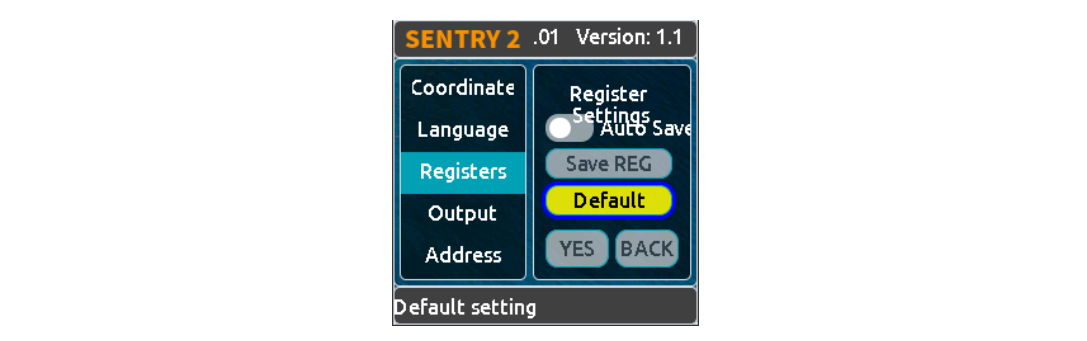 SENTRY 2 .01 Version: 1.1
Coordinate
Language
Registers
Output
Address
Register
Settings
Auto Save
Save REG
Default
YES BACK
Default setting